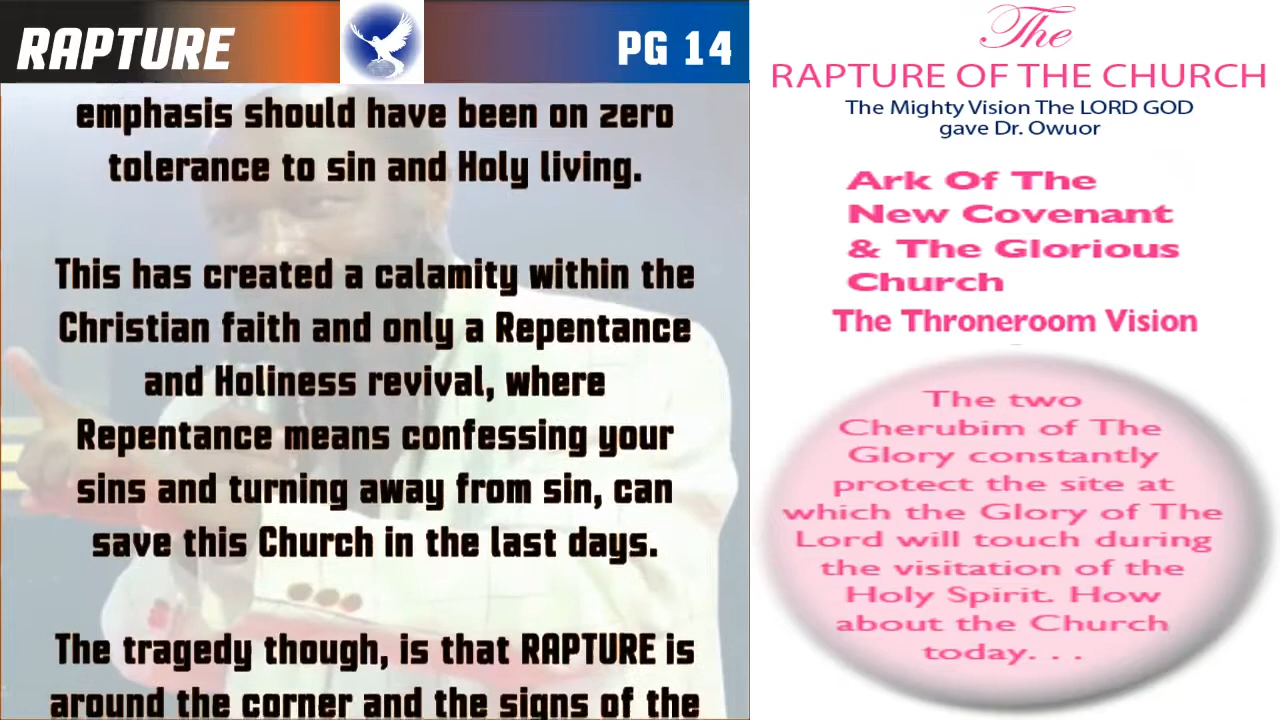 RAPTURE
PG 14
emphasis should have been on zero
tolerance to sin and Holy living.
This has created a calamity within the
Christian faith and only a Repentance
and Holiness revival, where
Repentance means confessing your
sins and turning away from sin, can
save this Church in the last days.
The tragedy though, is that RAPTURE is
around the corner and the signs of the
The
RAPTURE OF THE CHURCH
The Mighty Vision The LORD GOD
gave Dr. Owuor
Ark Of The
New Covenant
& The Glorious
Church
The Throneroom Vision
The two
Cherubim of The
Glory constantly
protect the site at
which the Glory of The
Lord will touch during
the visitation of the
Holy Spirit. How
about the Church
today. . .